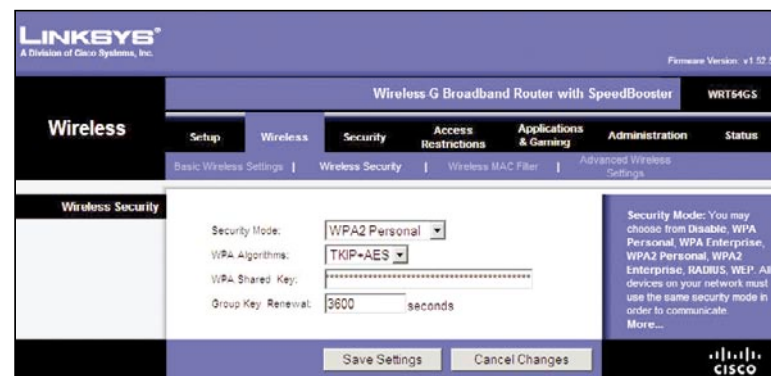 LINKSYS®
A Division of Cisco Systems, Inc.
Firmware Version: v1.52.
Wireless-G Broadband Router with SpeedBooster
WRT54GS
Wireless
Setup
Wireless
Security
Access Restrictions
Applications & Gaming
Administration
Status
Basic Wireless Settings |
Wireless Security |
Wireless MAC Filter |
Advanced Wireless Settings
Wireless Security
Security Mode: WPA2 Personal
WPA Algorithms: TKIP+AES
WPA Shared Key: ****************************************
Group Key Renewal: 3600 seconds
Security Mode: You may
choose from Disable, WPA
Personal, WPA Enterprise,
WPA2 Personal, WPA2
Enterprise, RADIUS, WEP. All
devices on your network must
use the same security mode in
order to communicate.
More...
Save Settings
Cancel Changes
CISCO